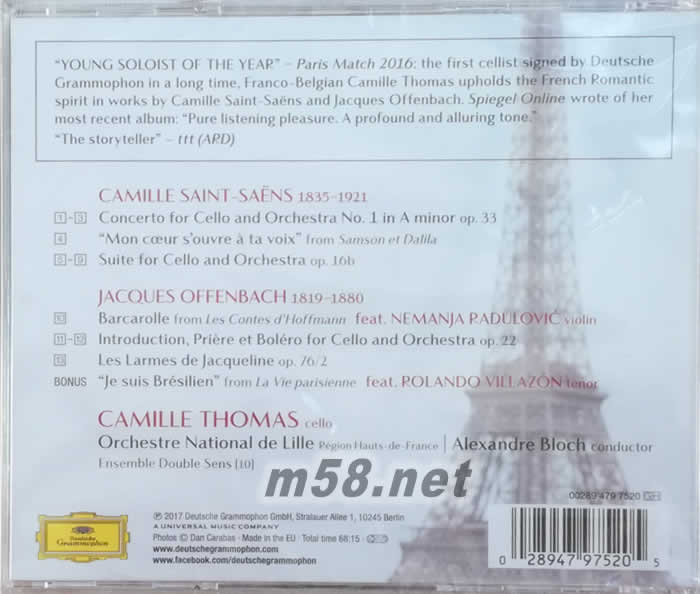 “YOUNG SOLOIST OF THE YEAR” – Paris Match 2016: the first cellist signed by Deutsche
Grammophon in a long time, Franco-Belgian Camille Thomas upholds the French Romantic
spirit in works by Camille Saint-Saëns and Jacques Offenbach. Spiegel Online wrote of her
most recent album: “Pure listening pleasure. A profound and alluring tone.”
“The storyteller” – ttt (ARD)
CAMILLE SAINT-SAËNS 1835–1921
1 - 3 Concerto for Cello and Orchestra No. 1 in A minor op. 33
4 “Mon cœur s’ouvre à ta voix” from Samson et Dalila
5 - 9 Suite for Cello and Orchestra op. 16b
JACQUES OFFENBACH 1819–1880
10 Barcarolle from Les Contes d’Hoffmann feat. NEMANJA RADULOVIĆ violin
11 - 12 Introduction, Prière et Boléro for Cello and Orchestra op. 22
13 Les Larmes de Jacqueline op. 76/2
BONUS “Je suis Brésilien” from La Vie parisienne feat. ROLANDO VILLAZÓN tenor
CAMILLE THOMAS cello
Orchestre National de Lille Région Hauts-de-France | Alexandre Bloch conductor
Ensemble Double Sens [10]
m58.net
00289 479 7520 GH
Deutsche
Grammophon
℗ 2017 Deutsche Grammophon GmbH, Stralauer Allee 1, 10245 Berlin
A UNIVERSAL MUSIC COMPANY
Photos © Dan Carabas · Made in the EU · Total time 68:15 ·
www.deutschegrammophon.com
www.facebook.com/deutschegrammophon
0 28947 97520 5